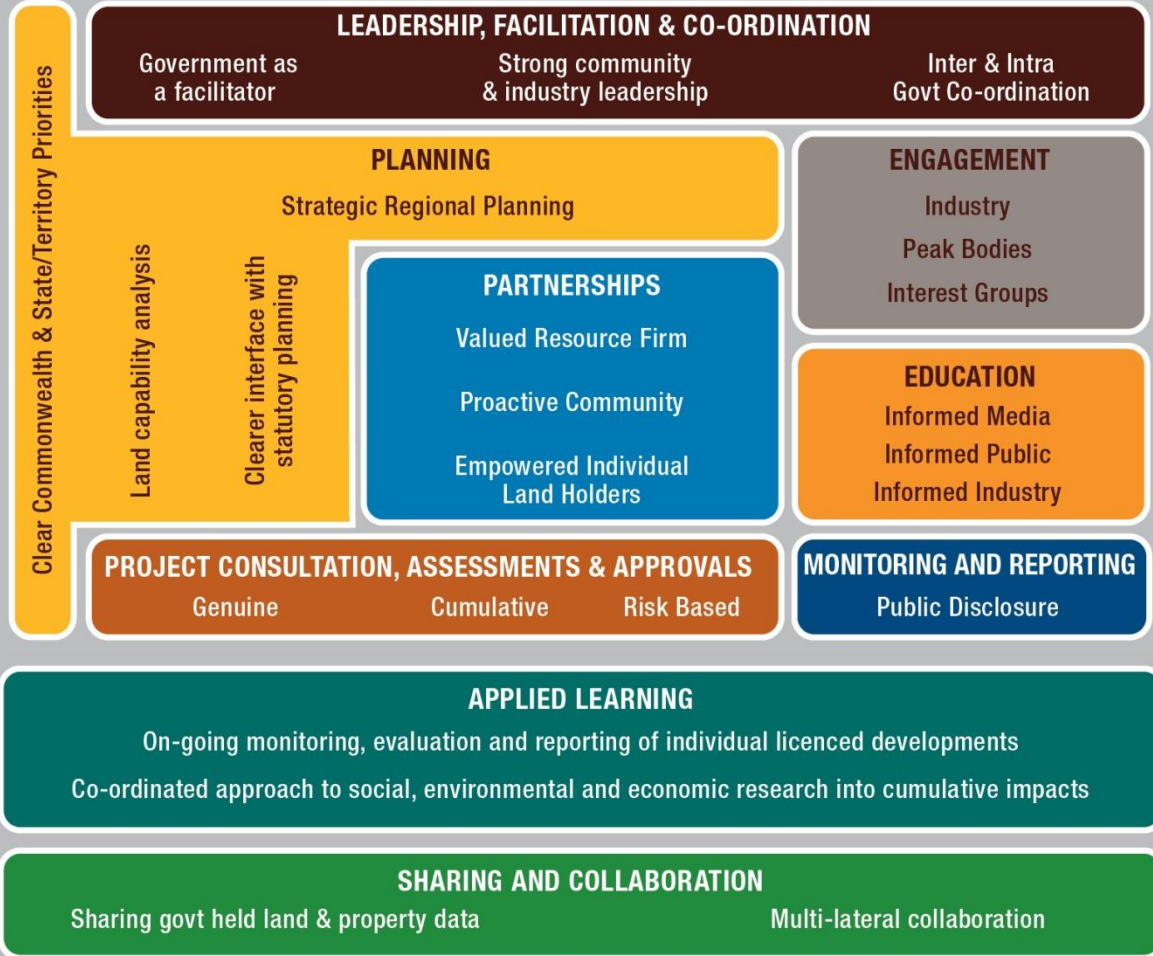 LEADERSHIP, FACILITATION & CO-ORDINATION
Government as
a facilitator
Strong community
& industry leadership
Inter & Intra
Govt Co-ordination
Clear Commonwealth & State/Territory Priorities
PLANNING
Strategic Regional Planning
Land capability analysis
Clearer interface with
statutory planning
PARTNERSHIPS
Valued Resource Firm
Proactive Community
Empowered Individual
Land Holders
ENGAGEMENT
Industry
Peak Bodies
Interest Groups
EDUCATION
Informed Media
Informed Public
Informed Industry
PROJECT CONSULTATION, ASSESSMENTS & APPROVALS
Genuine
Cumulative
Risk Based
MONITORING AND REPORTING
Public Disclosure
APPLIED LEARNING
On-going monitoring, evaluation and reporting of individual licenced developments
Co-ordinated approach to social, environmental and economic research into cumulative impacts
SHARING AND COLLABORATION
Sharing govt held land & property data
Multi-lateral collaboration